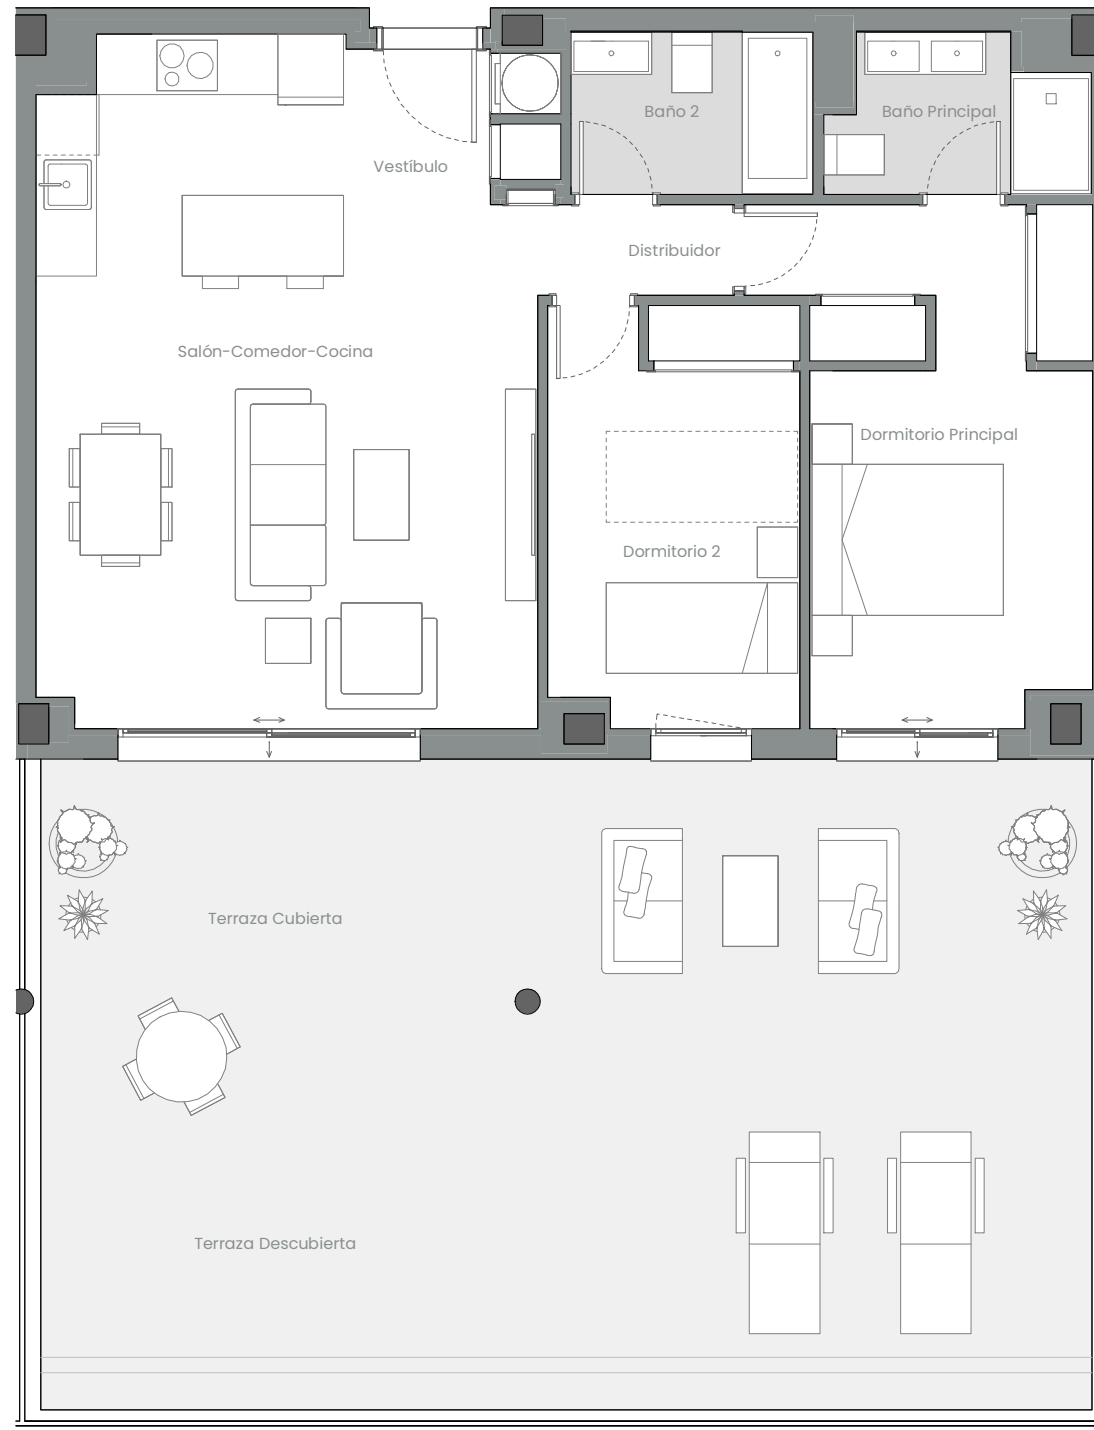 Baño 2
Baño Principal
Vestíbulo
Distribuidor
Salón-Comedor-Cocina
Dormitorio Principal
Dormitorio 2
Terraza Cubierta
Terraza Descubierta